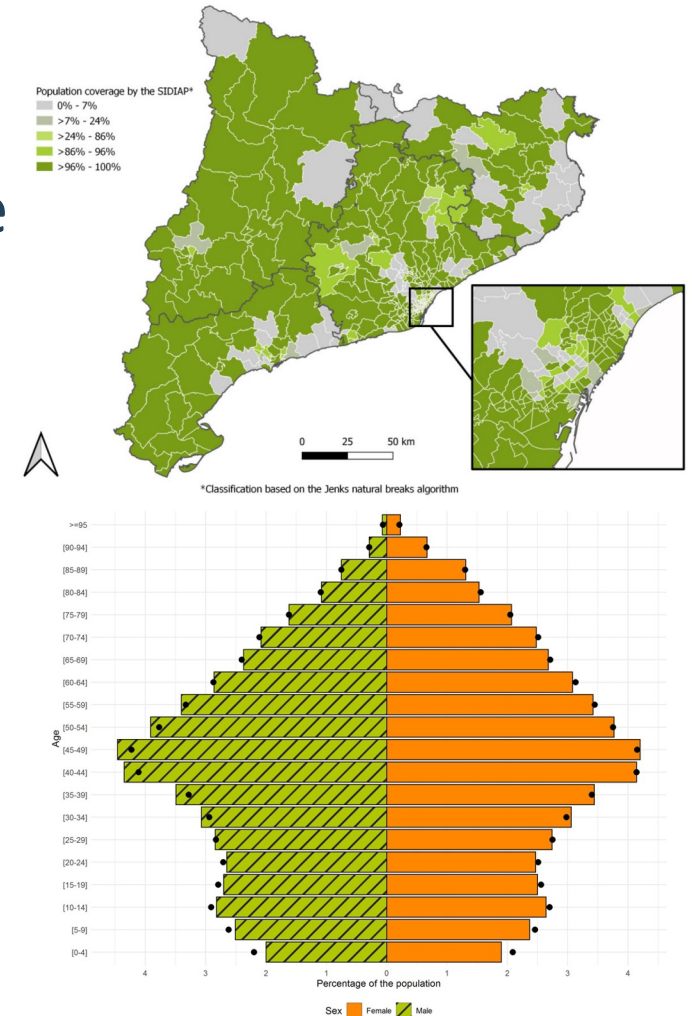 Population coverage by the SIDIAP*
0% - 7%
>7% - 24%
>24% - 86%
>86% - 96%
>96% - 100%
e
0 25 50 km
*Classification based on the Jenks natural breaks algorithm
Age
>=95
[90-94]
[85-89]
[80-84]
[75-79]
[70-74]
[65-69]
[60-64]
[55-59]
[50-54]
[45-49]
[40-44]
[35-39]
[30-34]
[25-29]
[20-24]
[15-19]
[10-14]
[5-9]
[0-4]
4 3 2 1 0 1 2 3 4
Percentage of the population
Sex Female Male